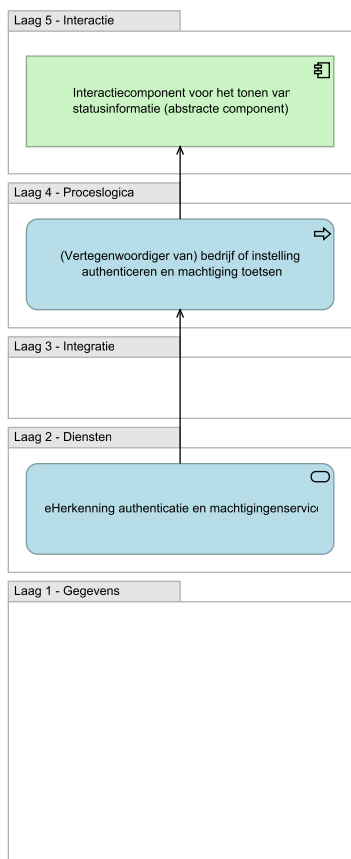 Laag 5 - Interactie
Interactiecomponent voor het tonen van
statusinformatie (abstracte component)
Laag 4 - Proceslogica
(Vertegenwoordiger van) bedrijf of instelling
authenticeren en machtiging toetsen
Laag 3 - Integratie
Laag 2 - Diensten
eHerkenning authenticatie en machtigingenservic
Laag 1 - Gegevens